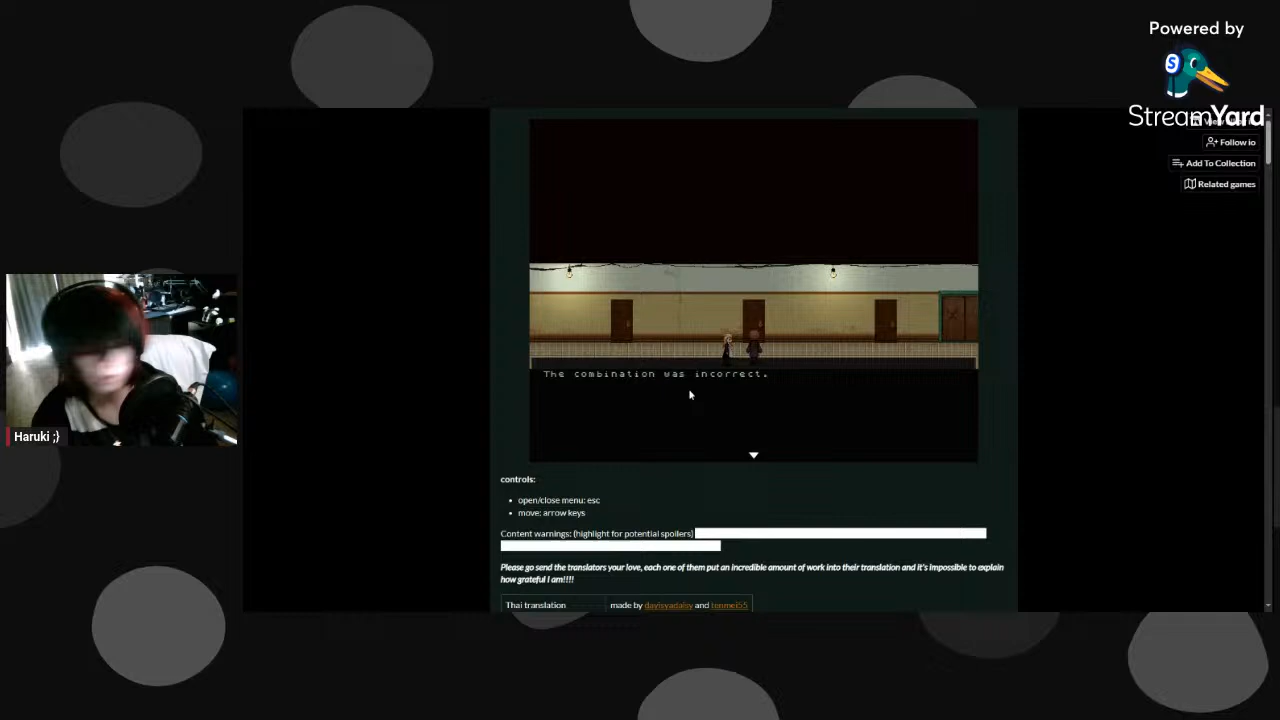 Powered by
StreamYard
Follow io
Add To Collection
Related games
The combination was incorrect.
Haruki ;}
controls:
• open/close menu: esc
• move: arrow keys
Content warnings: (highlight for potential spoilers)
Please go send the translators your love, each one of them put an incredible amount of work into their translation and it's impossible to explain
how grateful I am!!!!
Thai translation made by dayisyadaisy and tonmei55